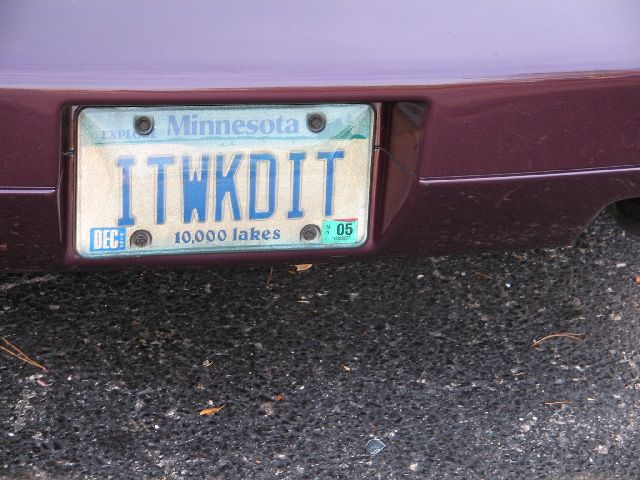 EXPLORE Minnesota
ITWKDIT
DEC 10,000 lakes 05